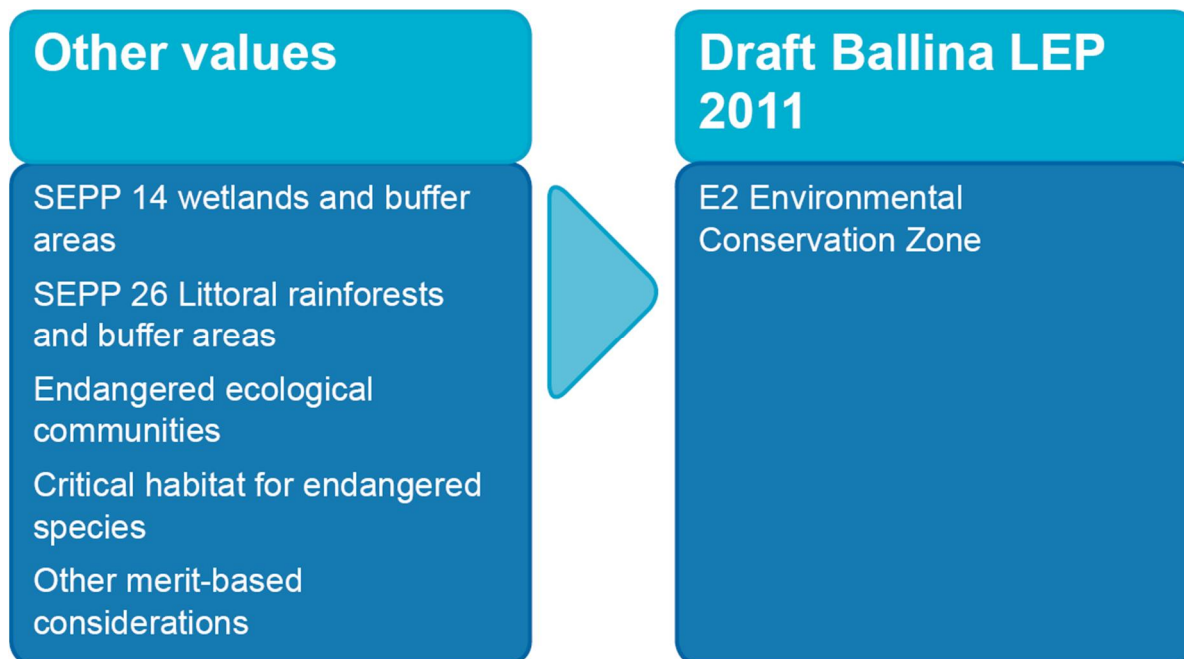 Other values
SEPP 14 wetlands and buffer
areas
SEPP 26 Littoral rainforests
and buffer areas
Endangered ecological
communities
Critical habitat for endangered
species
Other merit-based
considerations
Draft Ballina LEP
2011
E2 Environmental
Conservation Zone